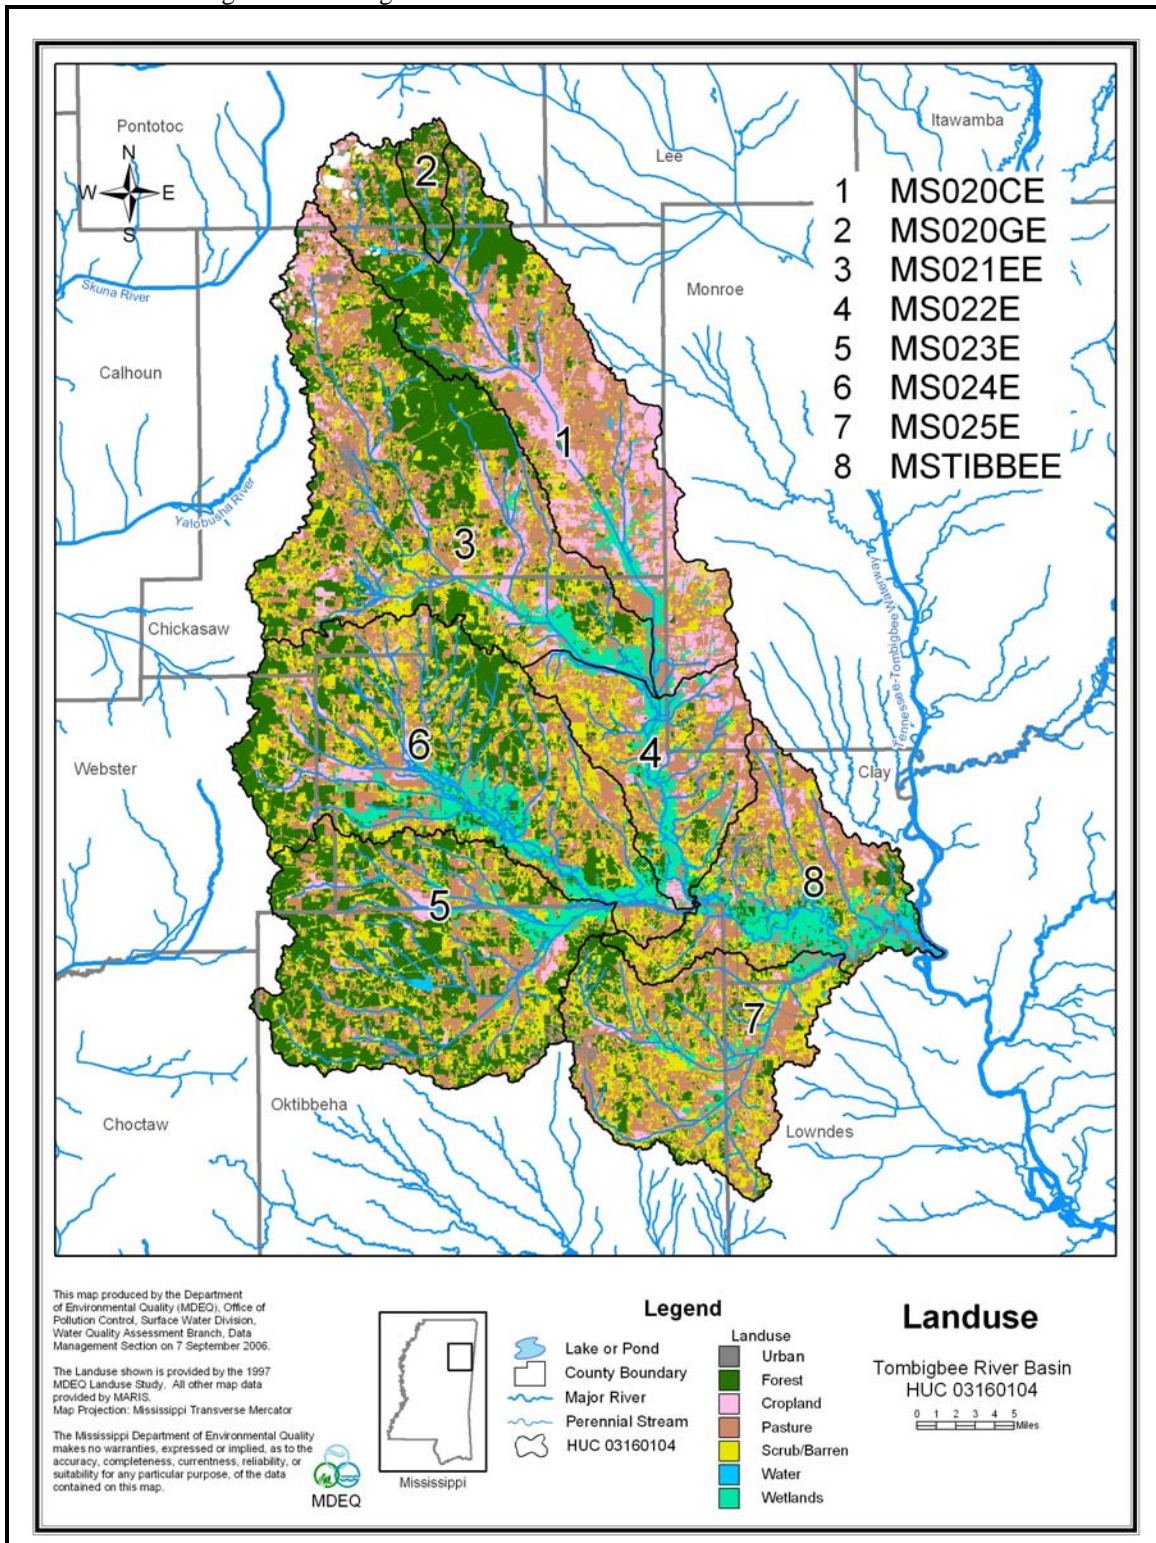 Pontotoc
Itawamba
Lee
N
W
E
S
2
1 MS020CE
2 MS020GE
3 MS021EE
4 MS022E
5 MS023E
6 MS024E
7 MS025E
8 MSTIBBEE
Skuna River
Monroe
Calhoun
1
Yalobusha River
3
Tennessee-Tombigbee Waterway
Chickasaw
6
4
Webster
Clay
8
5
7
Choctaw
Oktibbeha
Lowndes
This map produced by the Department
of Environmental Quality (MDEQ), Office of
Pollution Control, Surface Water Division,
Water Quality Assessment Branch, Data
Management Section on 7 September 2006.
The Landuse shown is provided by the 1997
MDEQ Landuse Study. All other map data
provided by MARIS.
Map Projection: Mississippi Transverse Mercator
The Mississippi Department of Environmental Quality
makes no warranties, expressed or implied, as to the
accuracy, completeness, currentness, reliability, or
suitability for any particular purpose, of the data
contained on this map.
MDEQ
Mississippi
Legend
Lake or Pond
County Boundary
Major River
Perennial Stream
HUC 03160104
Landuse
Urban
Forest
Cropland
Pasture
Scrub/Barren
Water
Wetlands
Landuse
Tombigbee River Basin
HUC 03160104
0 1 2 3 4 5
Miles